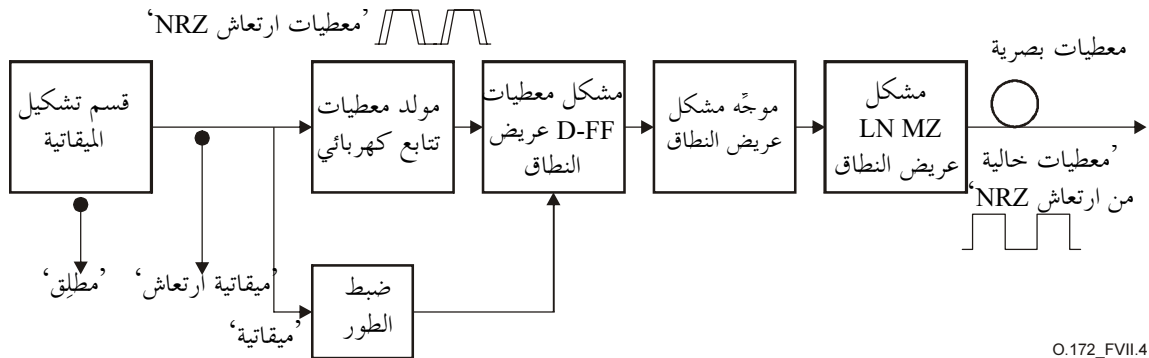 ’معطيات ارتعاش NRZ‘
معطيات بصرية
قسم تشكيل
الميقاتية
مولد معطيات
تتابع كهربائي
مشكل معطيات
D-FF عريض
النطاق
موجِّه مشكل
عريض النطاق
مشكل
LN MZ
عريض النطاق
’معطيات خالية
من ارتعاش NRZ‘
’مطلِق‘
’ميقاتية ارتعاش‘
’ميقاتية‘
ضبط
الطور
O.172_FVII.4